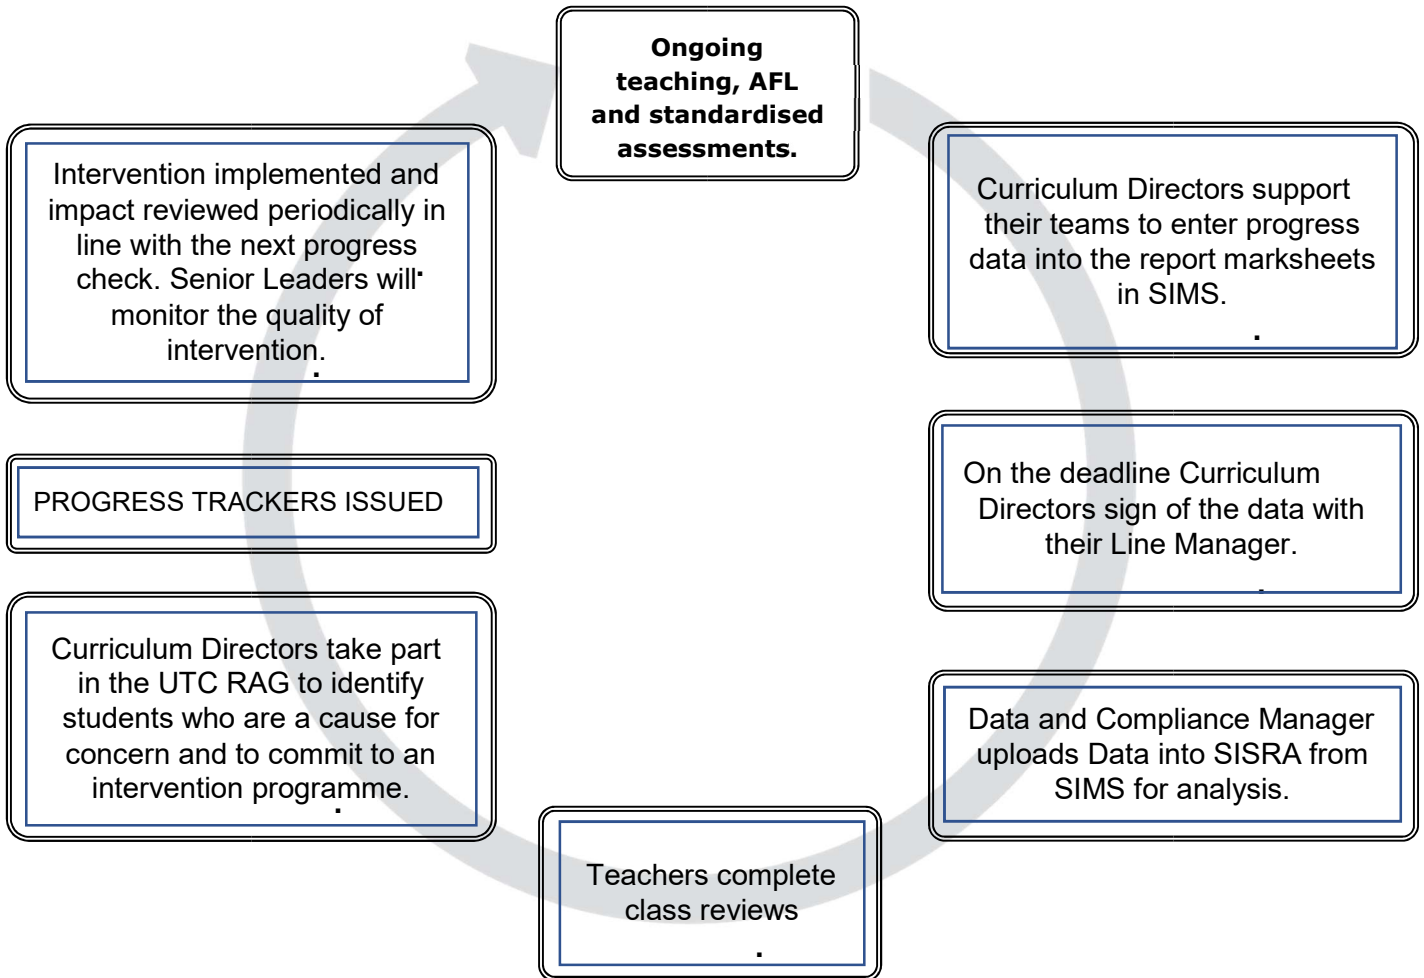 Ongoing
teaching, AFL
and standardised
assessments.
Curriculum Directors support
their teams to enter progress
data into the report marksheets
in SIMS.
.
On the deadline Curriculum
Directors sign of the data with
their Line Manager.
.
Data and Compliance Manager
uploads Data into SISRA from
SIMS for analysis.
Teachers complete
class reviews
.
Curriculum Directors take part
in the UTC RAG to identify
students who are a cause for
concern and to commit to an
intervention programme.
.
PROGRESS TRACKERS ISSUED
Intervention implemented and
impact reviewed periodically in
line with the next progress
check. Senior Leaders will.
monitor the quality of
intervention.
.